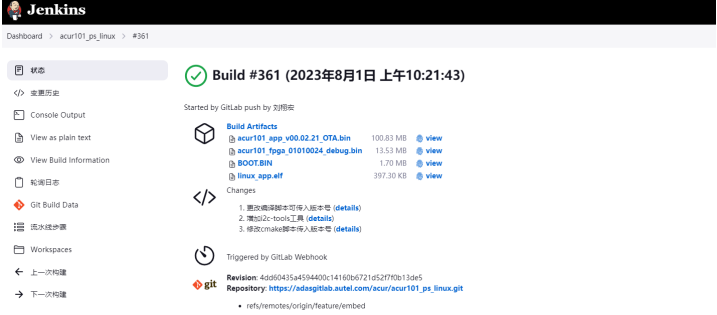 Jenkins
Dashboard > acur101_ps_linux > #361
状态
Build #361 (2023年8月1日 上午10:21:43)
变更历史
Started by GitLab push by 刘栩宏
Console Output
Build Artifacts
acur101_app_v00.02.21_OTA.bin 100.83 MB view
View as plain text
acur101_fpga_01010024_debug.bin 13.53 MB view
View Build Information
BOOT.BIN 1.70 MB view
linux_app.elf 397.30 KB view
轮询日志
Changes
Git Build Data
1. 更改编译脚本可传入版本号 (details)
2. 增加i2c-tools工具 (details)
流水线步骤
3. 修改cmake脚本传入版本号 (details)
Workspaces
Triggered by GitLab Webhook
上一次构建
git
Revision: 4dd60435a4594400c14160b6721d52f7f0b13de5
Repository: https://adasgitlab.autel.com/acur/acur101_ps_linux.git
下一次构建
• refs/remotes/origin/feature/embed